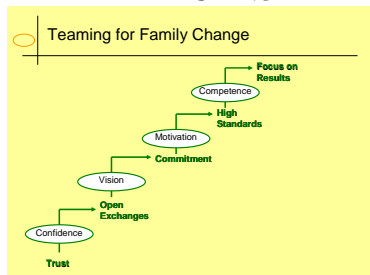 Teaming for Family Change
Focus on
Results
Competence
High
Standards
Motivation
Commitment
Vision
Open
Exchanges
Confidence
Trust